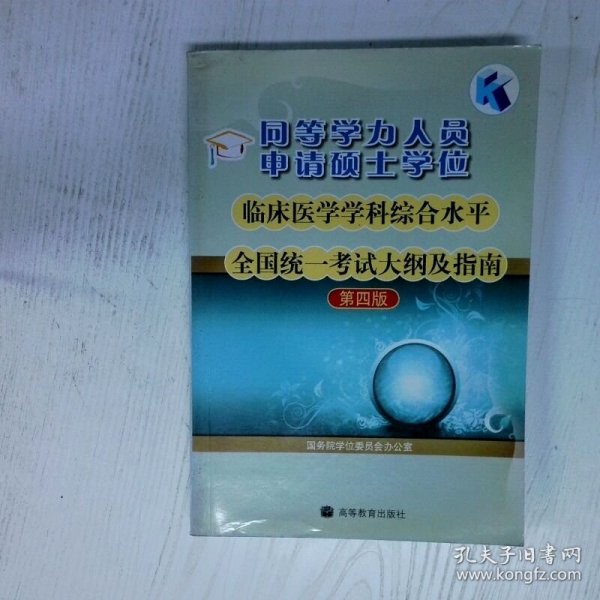 同等学力人员
申请硕士学位
临床医学学科综合水平
全国统一考试大纲及指南
第四版
国务院学位委员会办公室
高等教育出版社
孔夫子旧书网
www.kongfz.com